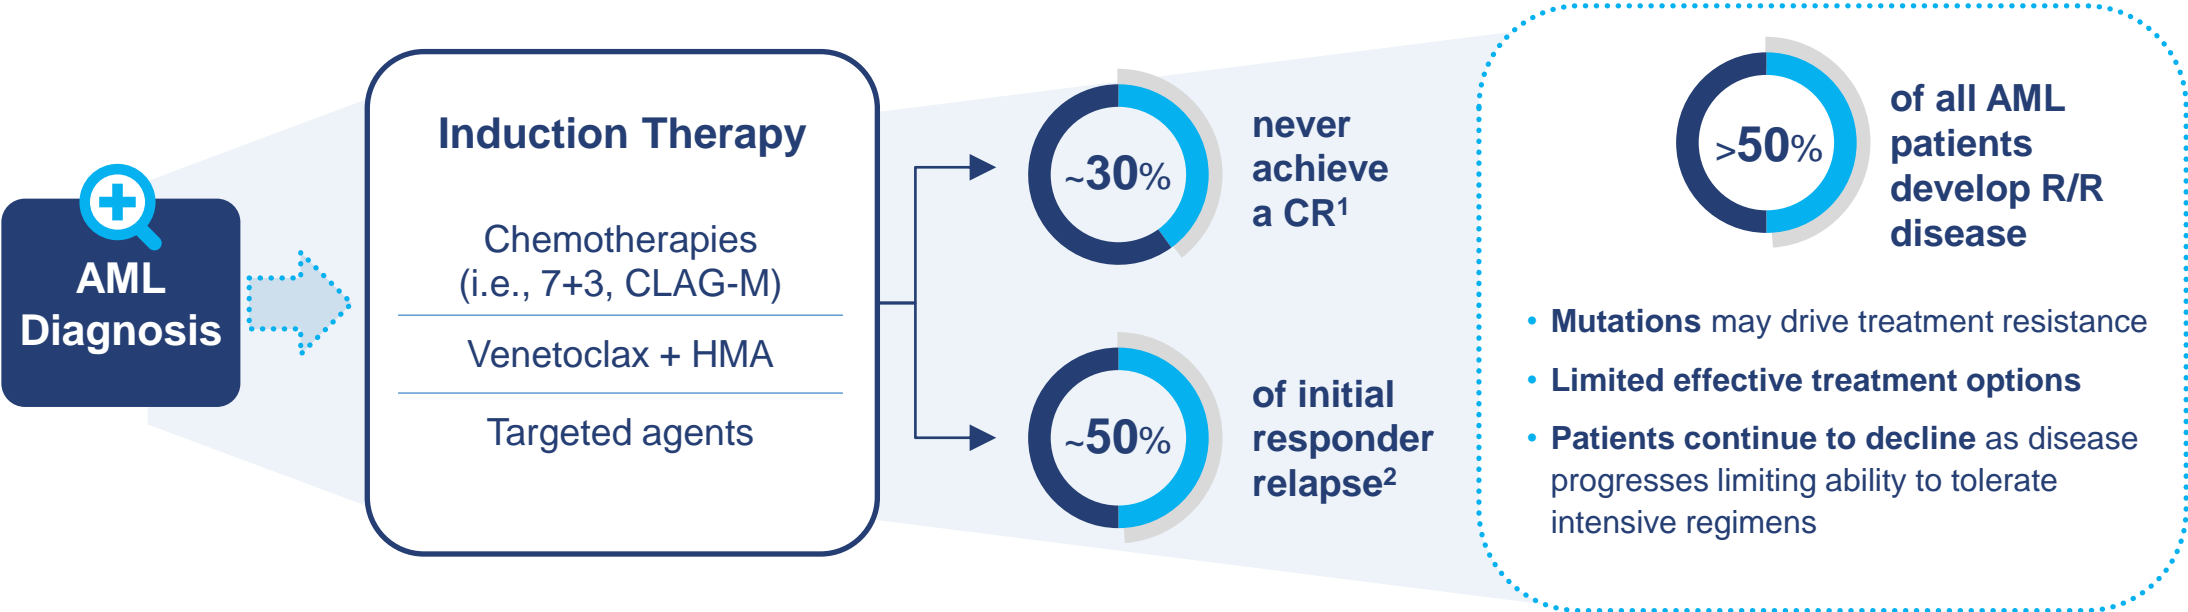 AML
Diagnosis
Induction Therapy
Chemotherapies
(i.e., 7+3, CLAG-M)
Venetoclax + HMA
Targeted agents
~30%
never
achieve
a CR¹
~50%
of initial
responder
relapse²
>50%
of all AML
patients
develop R/R
disease
• Mutations may drive treatment resistance
• Limited effective treatment options
• Patients continue to decline as disease
progresses limiting ability to tolerate
intensive regimens